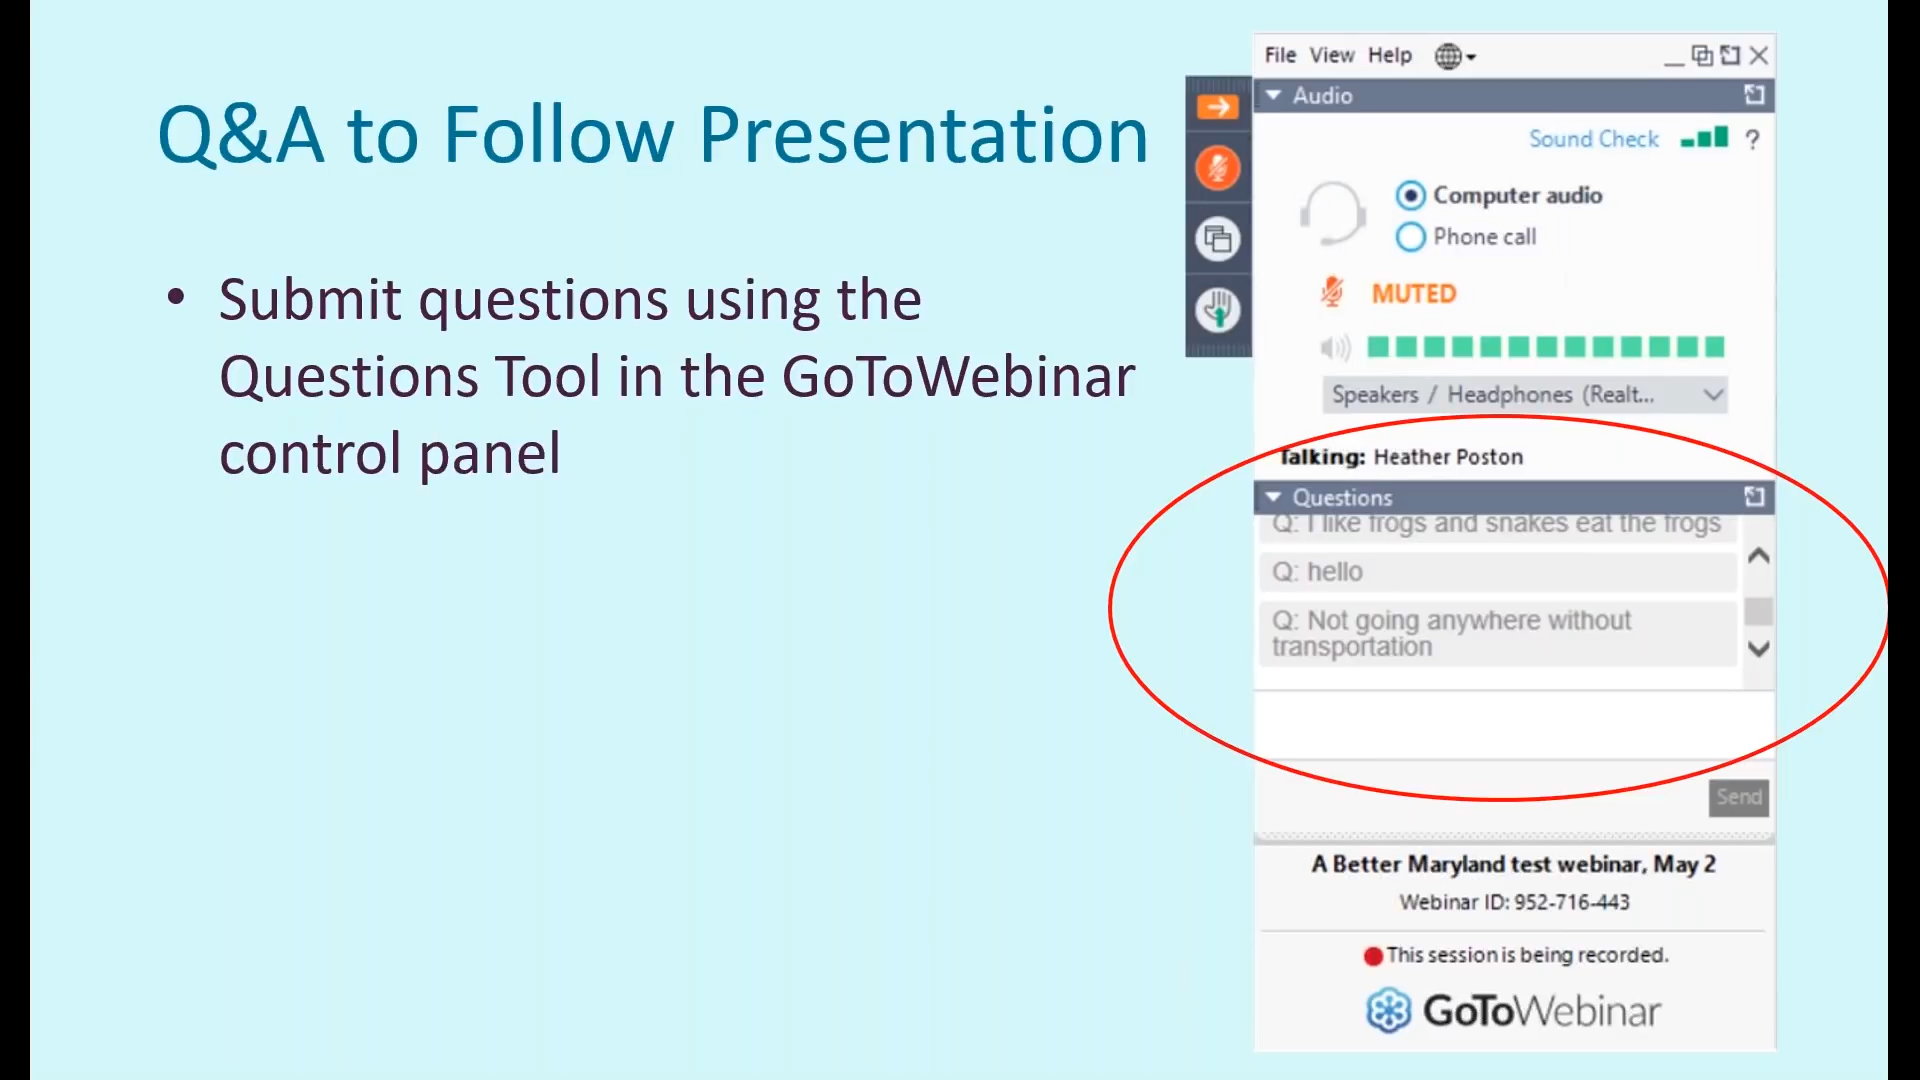 Q&A to Follow Presentation
• Submit questions using the
Questions Tool in the GoToWebinar
control panel
File View Help
Audio
Sound Check ?
Computer audio
Phone call
MUTED
Speakers / Headphones (Realt...
Talking: Heather Poston
Questions
Q: I like frogs and snakes eat the frogs
Q: hello
Q: Not going anywhere without
transportation
Send
A Better Maryland test webinar, May 2
Webinar ID: 952-716-443
This session is being recorded.
GoToWebinar